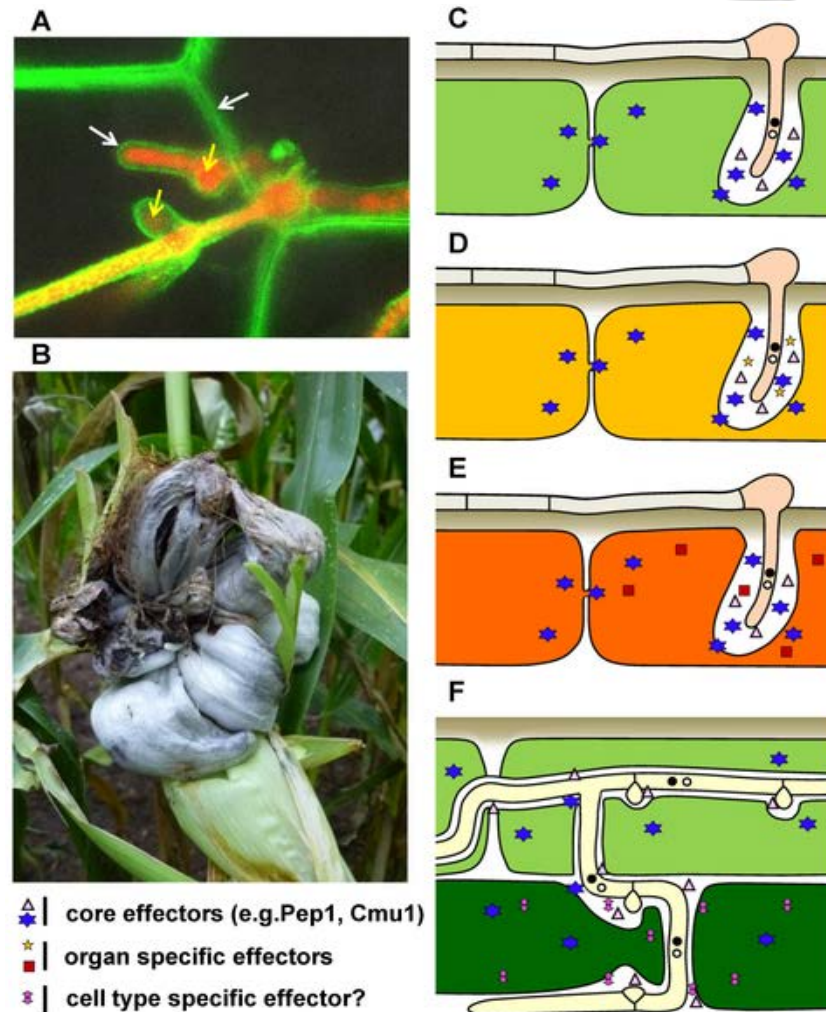 A
B
C
D
E
F
core effectors (e.g.Pep1, Cmu1)
organ specific effectors
cell type specific effector?